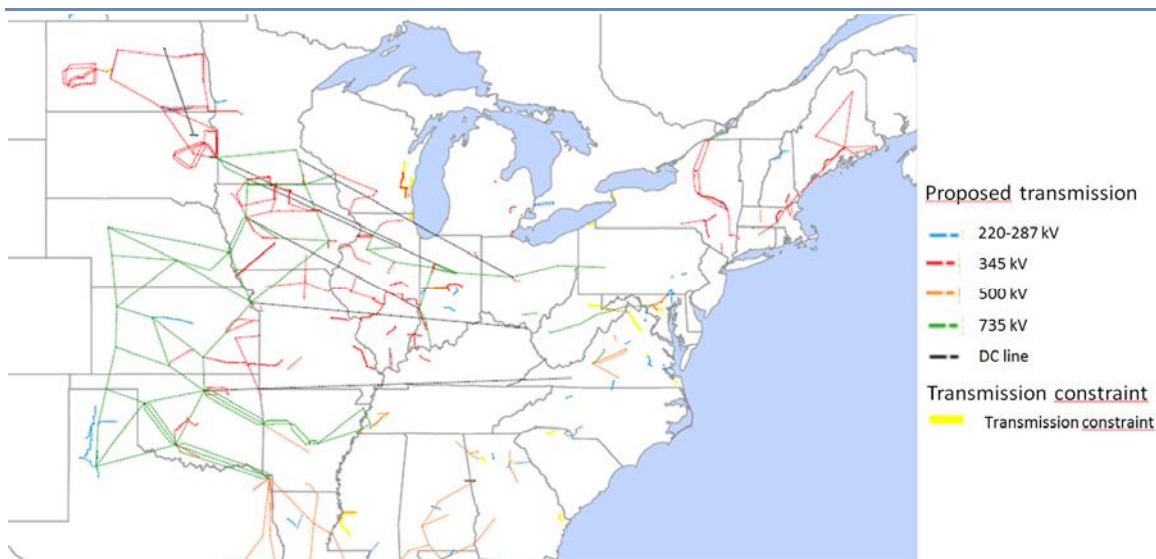 Proposed transmission
220-287 kV
345 kV
500 kV
735 kV
DC line
Transmission constraint
Transmission constraint